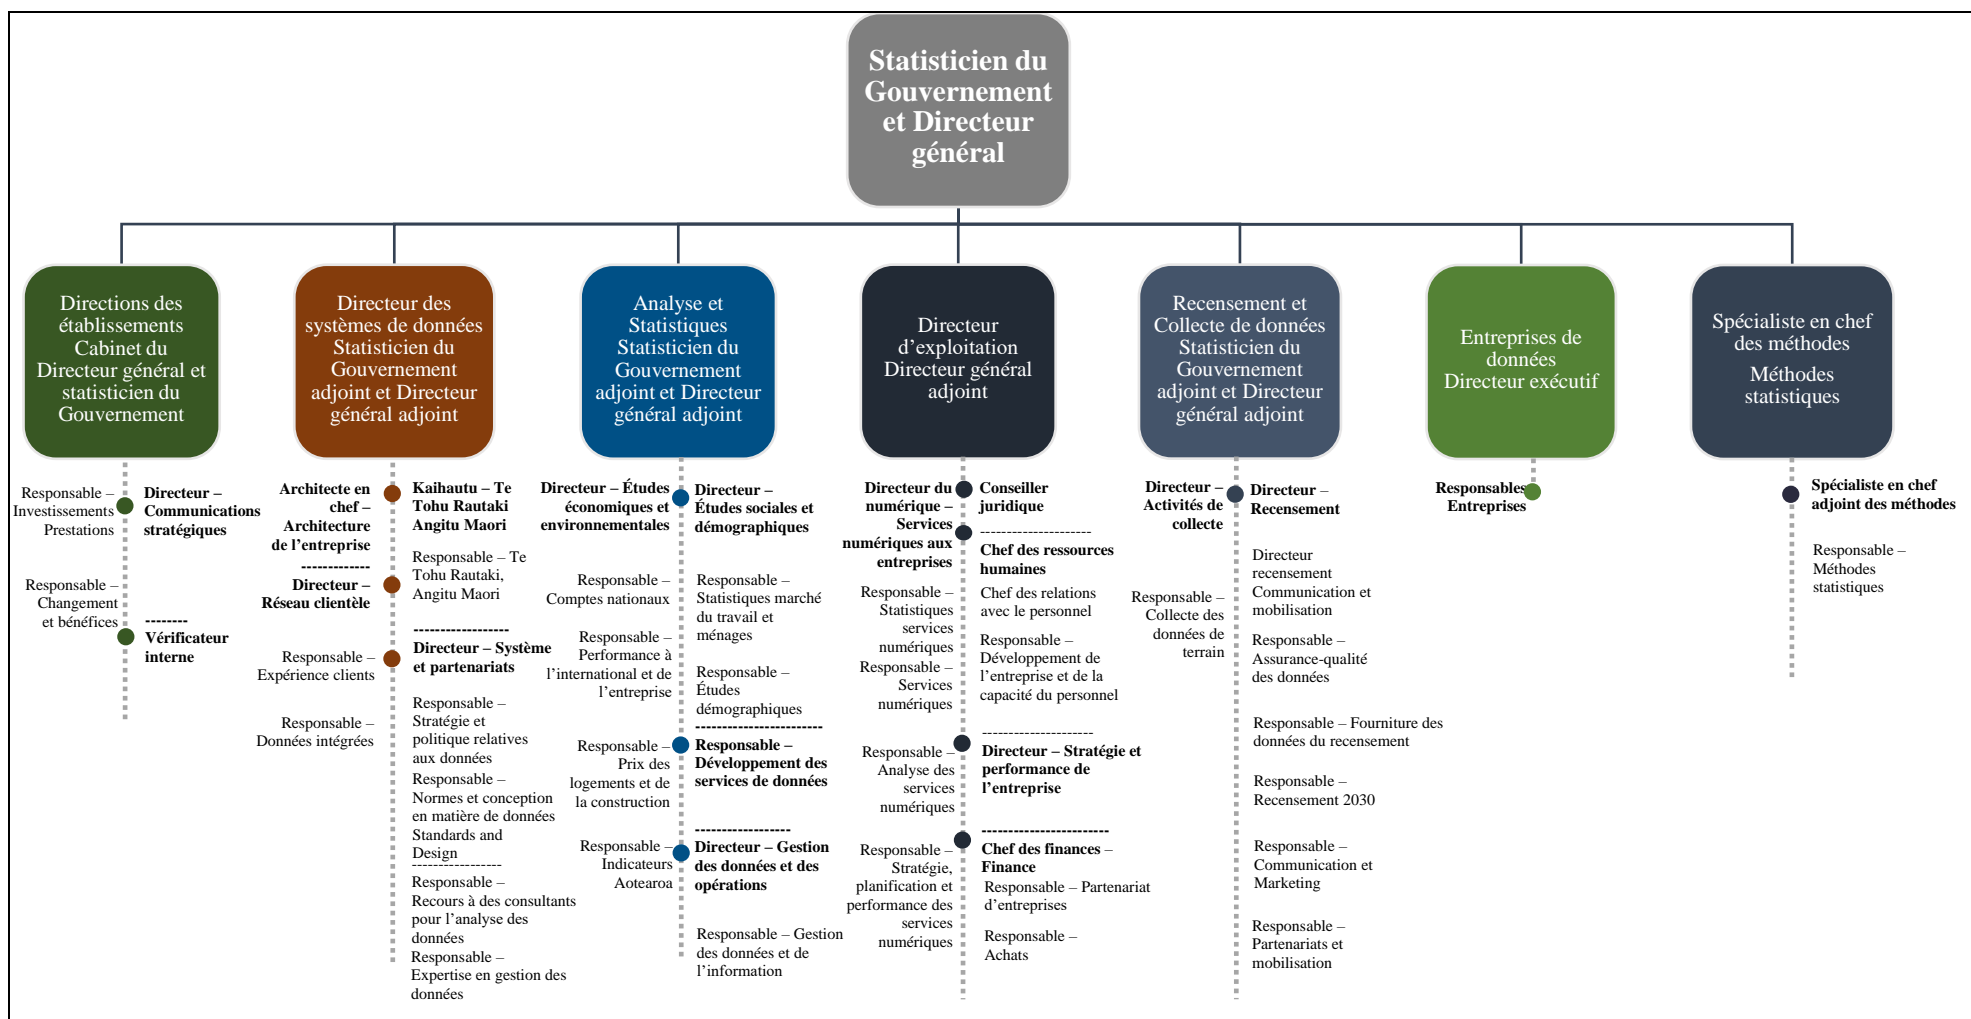 Statisticien du
Gouvernement
et Directeur
général
Directions des
établissements
Cabinet du
Directeur général et
statisticien du
Gouvernement
Responsable –
Investissements
Prestations
Responsable –
Changement
et bénéfices
Directeur –
Communications
stratégiques
--------
Vérificateur
interne
Directeur des
systèmes de données
Statisticien du
Gouvernement
adjoint et Directeur
général adjoint
Architecte en
chef –
Architecture
de l’entreprise
-------------
Directeur –
Réseau clientèle
Responsable –
Expérience clients
Responsable –
Données intégrées
Kaihautu – Te
Tohu Rautaki
Angitu Maori
Responsable – Te
Tohu Rautaki,
Angitu Maori
------------------
Directeur – Système
et partenariats
Responsable –
Stratégie et
politique relatives
aux données
Responsable –
Normes et conception
en matière de données
Standards and
Design
-----------------
Responsable –
Recours à des consultants
pour l’analyse des
données
Responsable –
Expertise en gestion des
données
Analyse et
Statistiques
Statisticien du
Gouvernement
adjoint et Directeur
général adjoint
Directeur – Études
économiques et
environnementales
Responsable –
Comptes nationaux
Responsable –
Performance à
l’international et de
l’entreprise
Responsable –
Prix des
logements et de
la construction
Responsable –
Indicateurs
Aotearoa
Directeur –
Études sociales et
démographiques
Responsable –
Statistiques marché
du travail et
ménages
Responsable –
Études
démographiques
------------------------
Responsable –
Développement des
services de données
------------------
Directeur – Gestion
des données et des
opérations
Responsable – Gestion
des données et de
l’information
Directeur
d’exploitation
Directeur général
adjoint
Directeur du
numérique –
Services
numériques aux
entreprises
Responsable –
Statistiques
services
numériques
Responsable –
Services
numériques
Responsable –
Analyse des
services
numériques
Responsable –
Stratégie,
planification et
performance des
services
numériques
Conseiller
juridique
---------------------
Chef des ressources
humaines
Chef des relations
avec le personnel
Responsable –
Développement de
l’entreprise et de la
capacité du personnel
---------------------
Directeur – Stratégie et
performance de
l’entreprise
------------------------
Chef des finances –
Finance
Responsable – Partenariat
d’entreprises
Responsable –
Achats
Recensement et
Collecte de données
Statisticien du
Gouvernement
adjoint et Directeur
général adjoint
Directeur –
Activités de
collecte
Responsable –
Collecte des
données de
terrain
Directeur –
Recensement
Directeur
recensement
Communication et
mobilisation
Responsable –
Assurance-qualité
des données
Responsable – Fourniture des
données du recensement
Responsable –
Recensement 2030
Responsable –
Communication et
Marketing
Responsable –
Partenariats et
mobilisation
Entreprises de
données
Directeur exécutif
Responsables
Entreprises
Spécialiste en chef
des méthodes
Méthodes
statistiques
Spécialiste en chef
adjoint des méthodes
Responsable –
Méthodes
statistiques